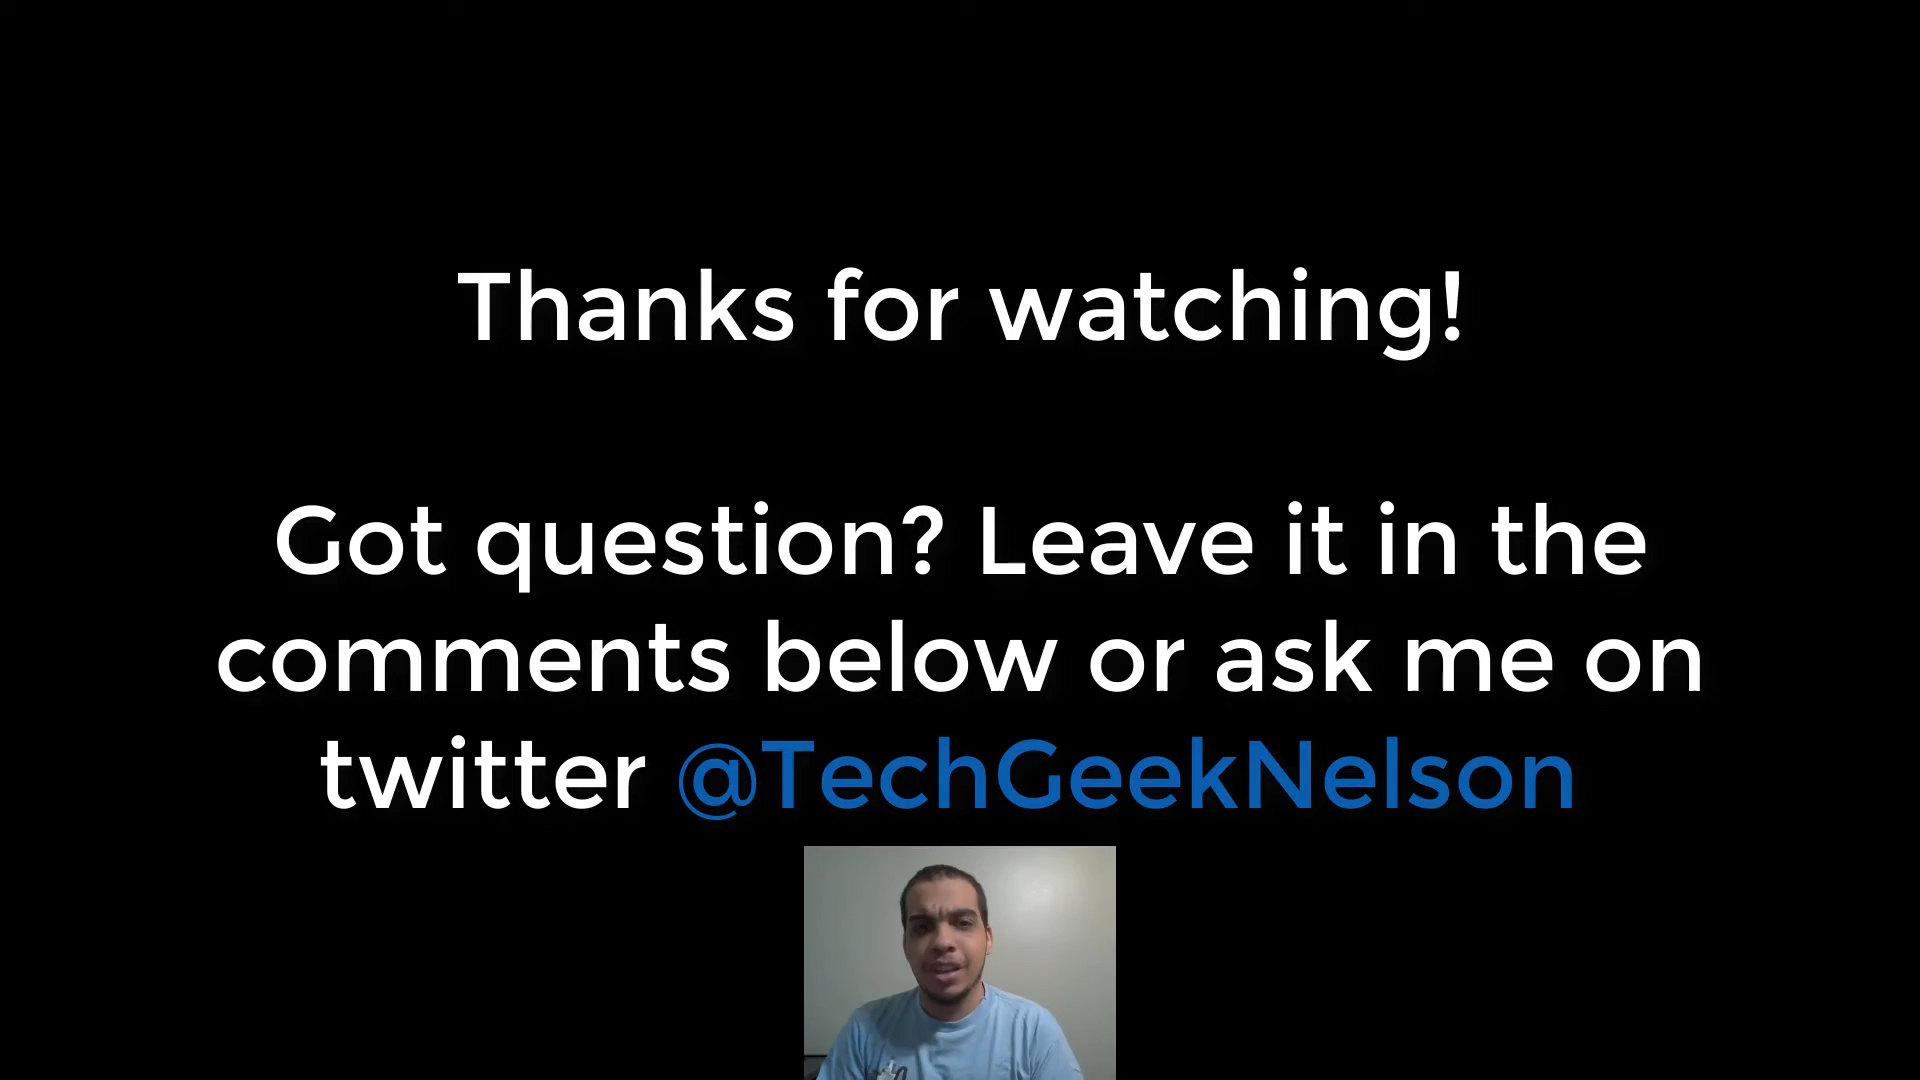 Thanks for watching!
Got question? Leave it in the
comments below or ask me on
twitter @TechGeekNelson